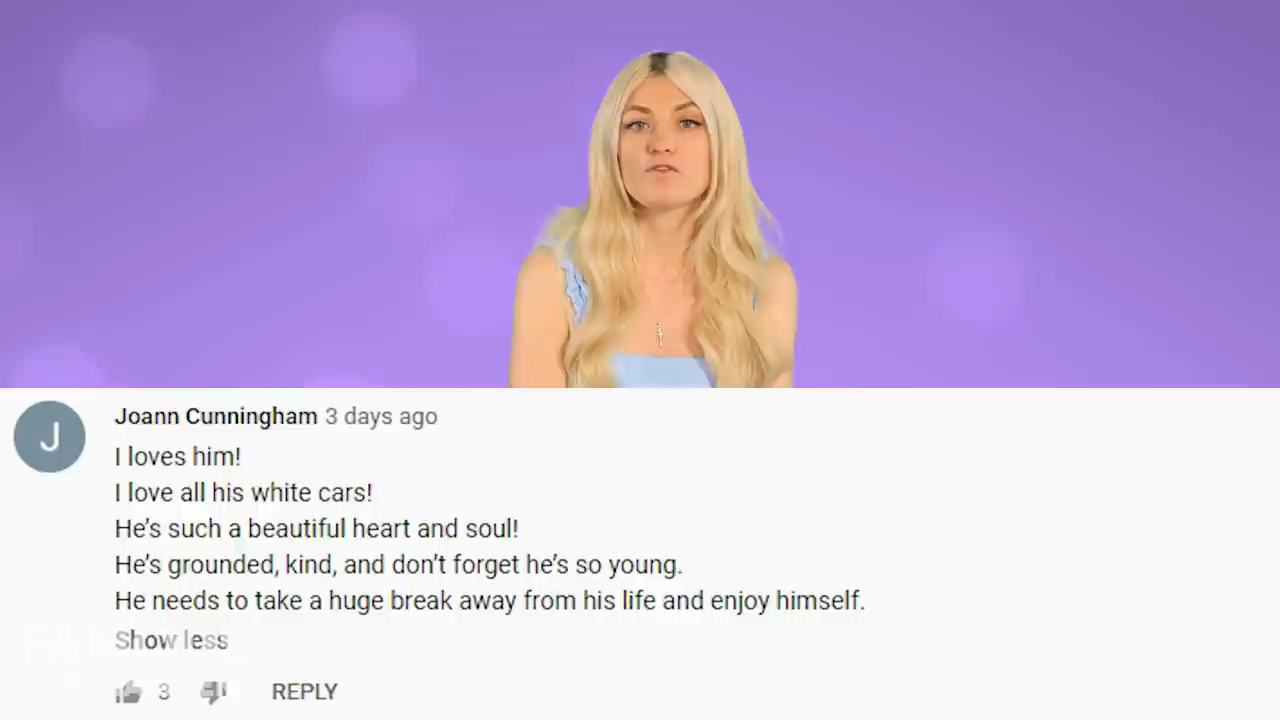 J
Joann Cunningham 3 days ago
I loves him!
I love all his white cars!
He's such a beautiful heart and soul!
He's grounded, kind, and don't forget he's so young.
He needs to take a huge break away from his life and enjoy himself.
Show less
3
REPLY